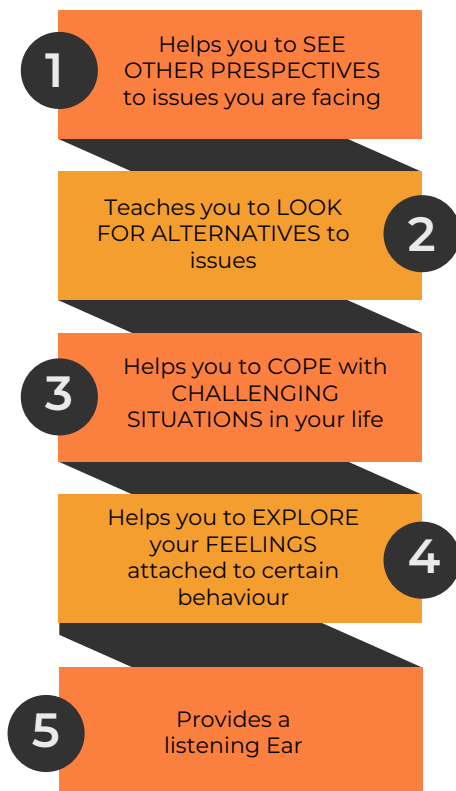 1
Helps you to SEE
OTHER PRESPECTIVES
to issues you are facing
Teaches you to LOOK
FOR ALTERNATIVES to
issues
2
3
Helps you to COPE with
CHALLENGING
SITUATIONS in your life
Helps you to EXPLORE
your FEELINGS
attached to certain
behaviour
4
5
Provides a
listening Ear